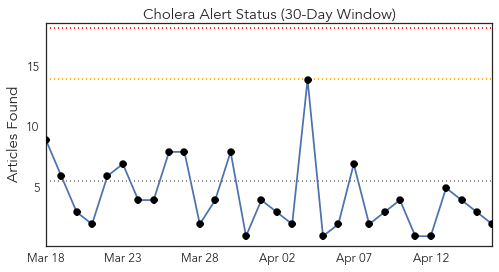 Cholera Alert Status (30-Day Window)
Articles Found
15
10
5
Mar 18 Mar 23 Mar 28 Apr 02 Apr 07 Apr 12